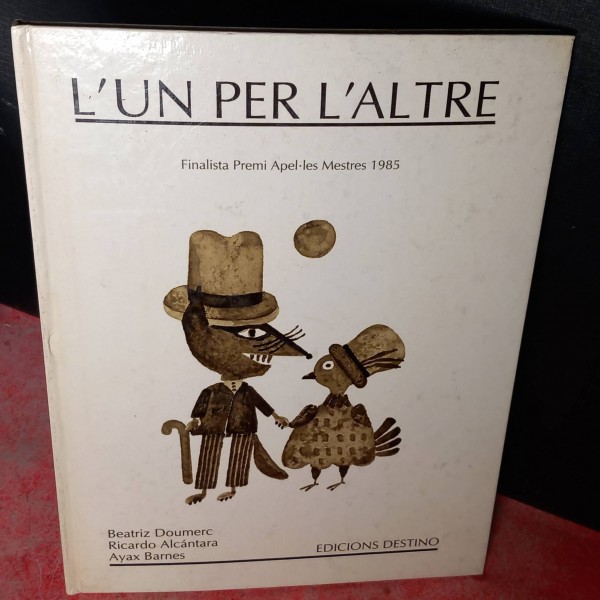 L'UN PER L'ALTRE
Finalista Premi Apel·les Mestres 1985
Beatriz Doumerc
Ricardo Alcántara
Ayax Barnes
EDICIONS DESTINO